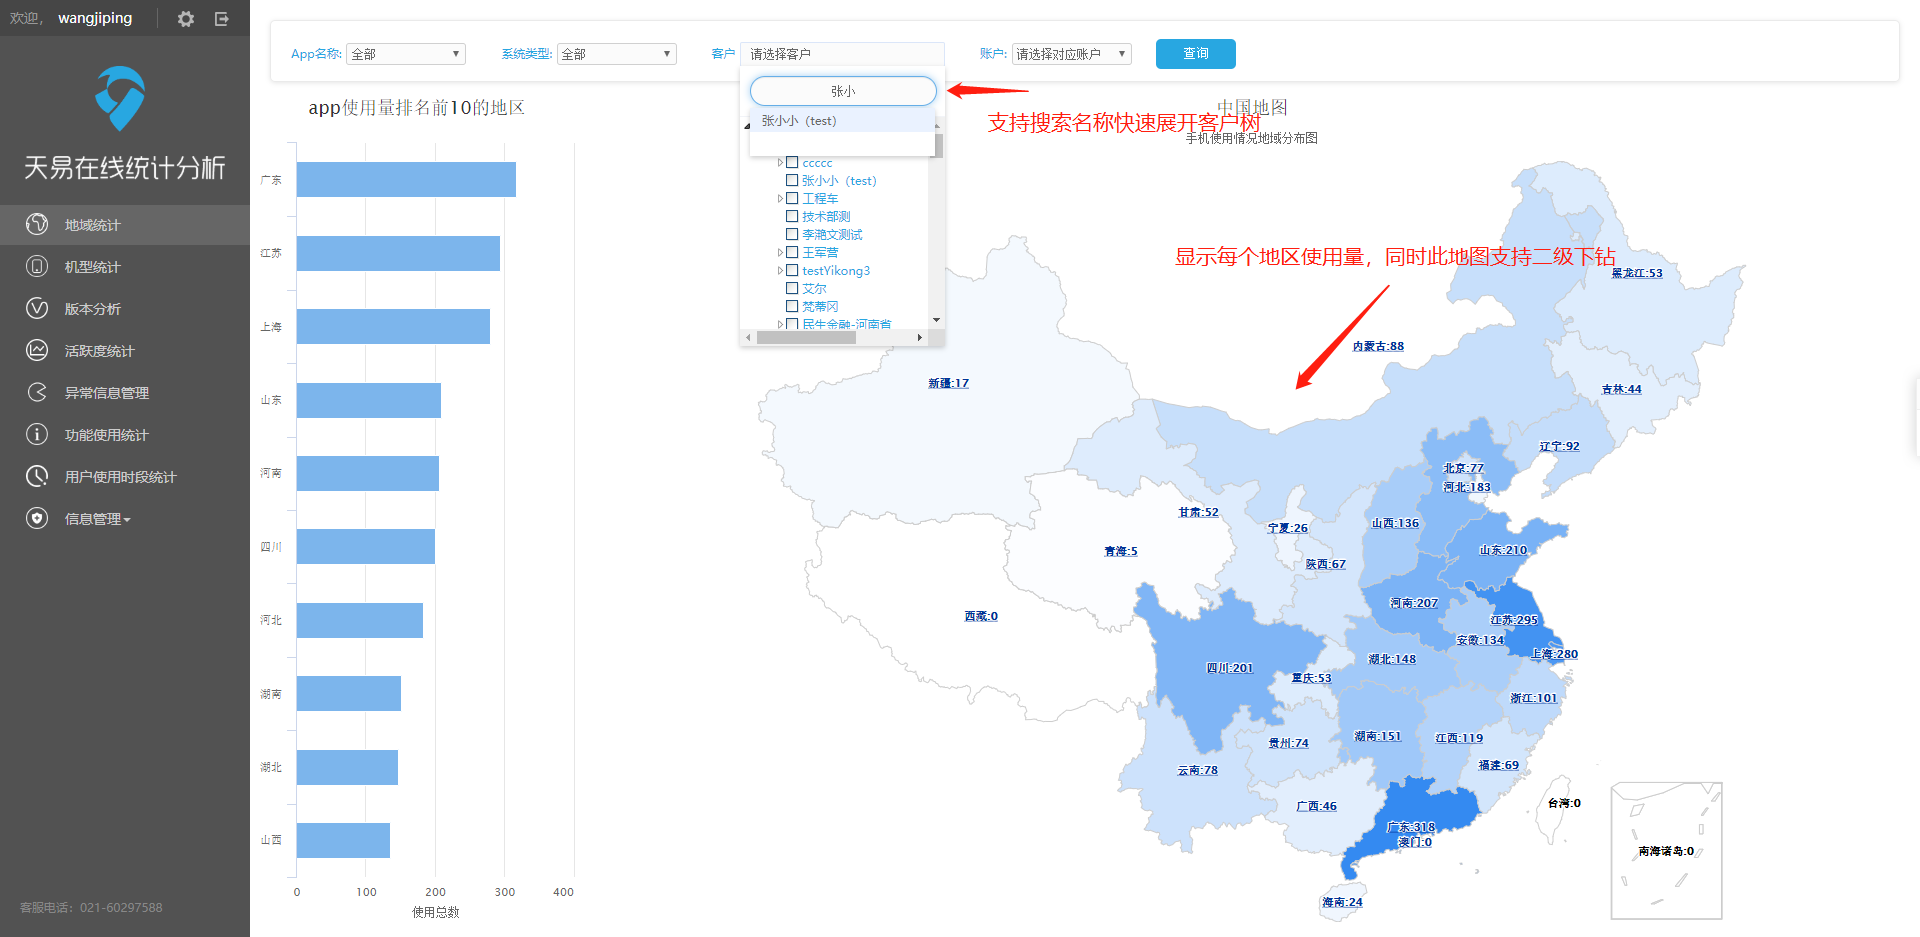 欢迎， wangjiping
天易在线统计分析
地域统计
机型统计
版本分析
活跃度统计
异常信息管理
功能使用统计
用户使用时段统计
信息管理
客服电话：021-60297588
App名称: 全部 系统类型: 全部 客户 请选择客户 账户: 请选择对应账户 查询
张小
张小小（test）
ccccc
张小小（test）
工程车
技术部测
李滟文测试
王军营
testYikong3
艾尔
梵蒂冈
民生金融-河南省
支持搜索名称快速展开客户树
app使用量排名前10的地区
广东
江苏
上海
山东
河南
四川
河北
湖南
湖北
山西
0 100 200 300 400
使用总数
中国地图
手机使用情况地域分布图
显示每个地区使用量，同时此地图支持二级下钻
黑龙江:53
内蒙古:88
新疆:17
吉林:44
辽宁:92
北京:77
河北:183
甘肃:52
宁夏:26
山西:136
青海:5
山东:210
陕西:67
河南:207
西藏:0
江苏:295
安徽:134
上海:280
湖北:148
四川:201
重庆:53
浙江:101
湖南:151
江西:119
贵州:74
福建:69
云南:78
广西:46
台湾:0
广东:318
澳门:0
南海诸岛:0
海南:24